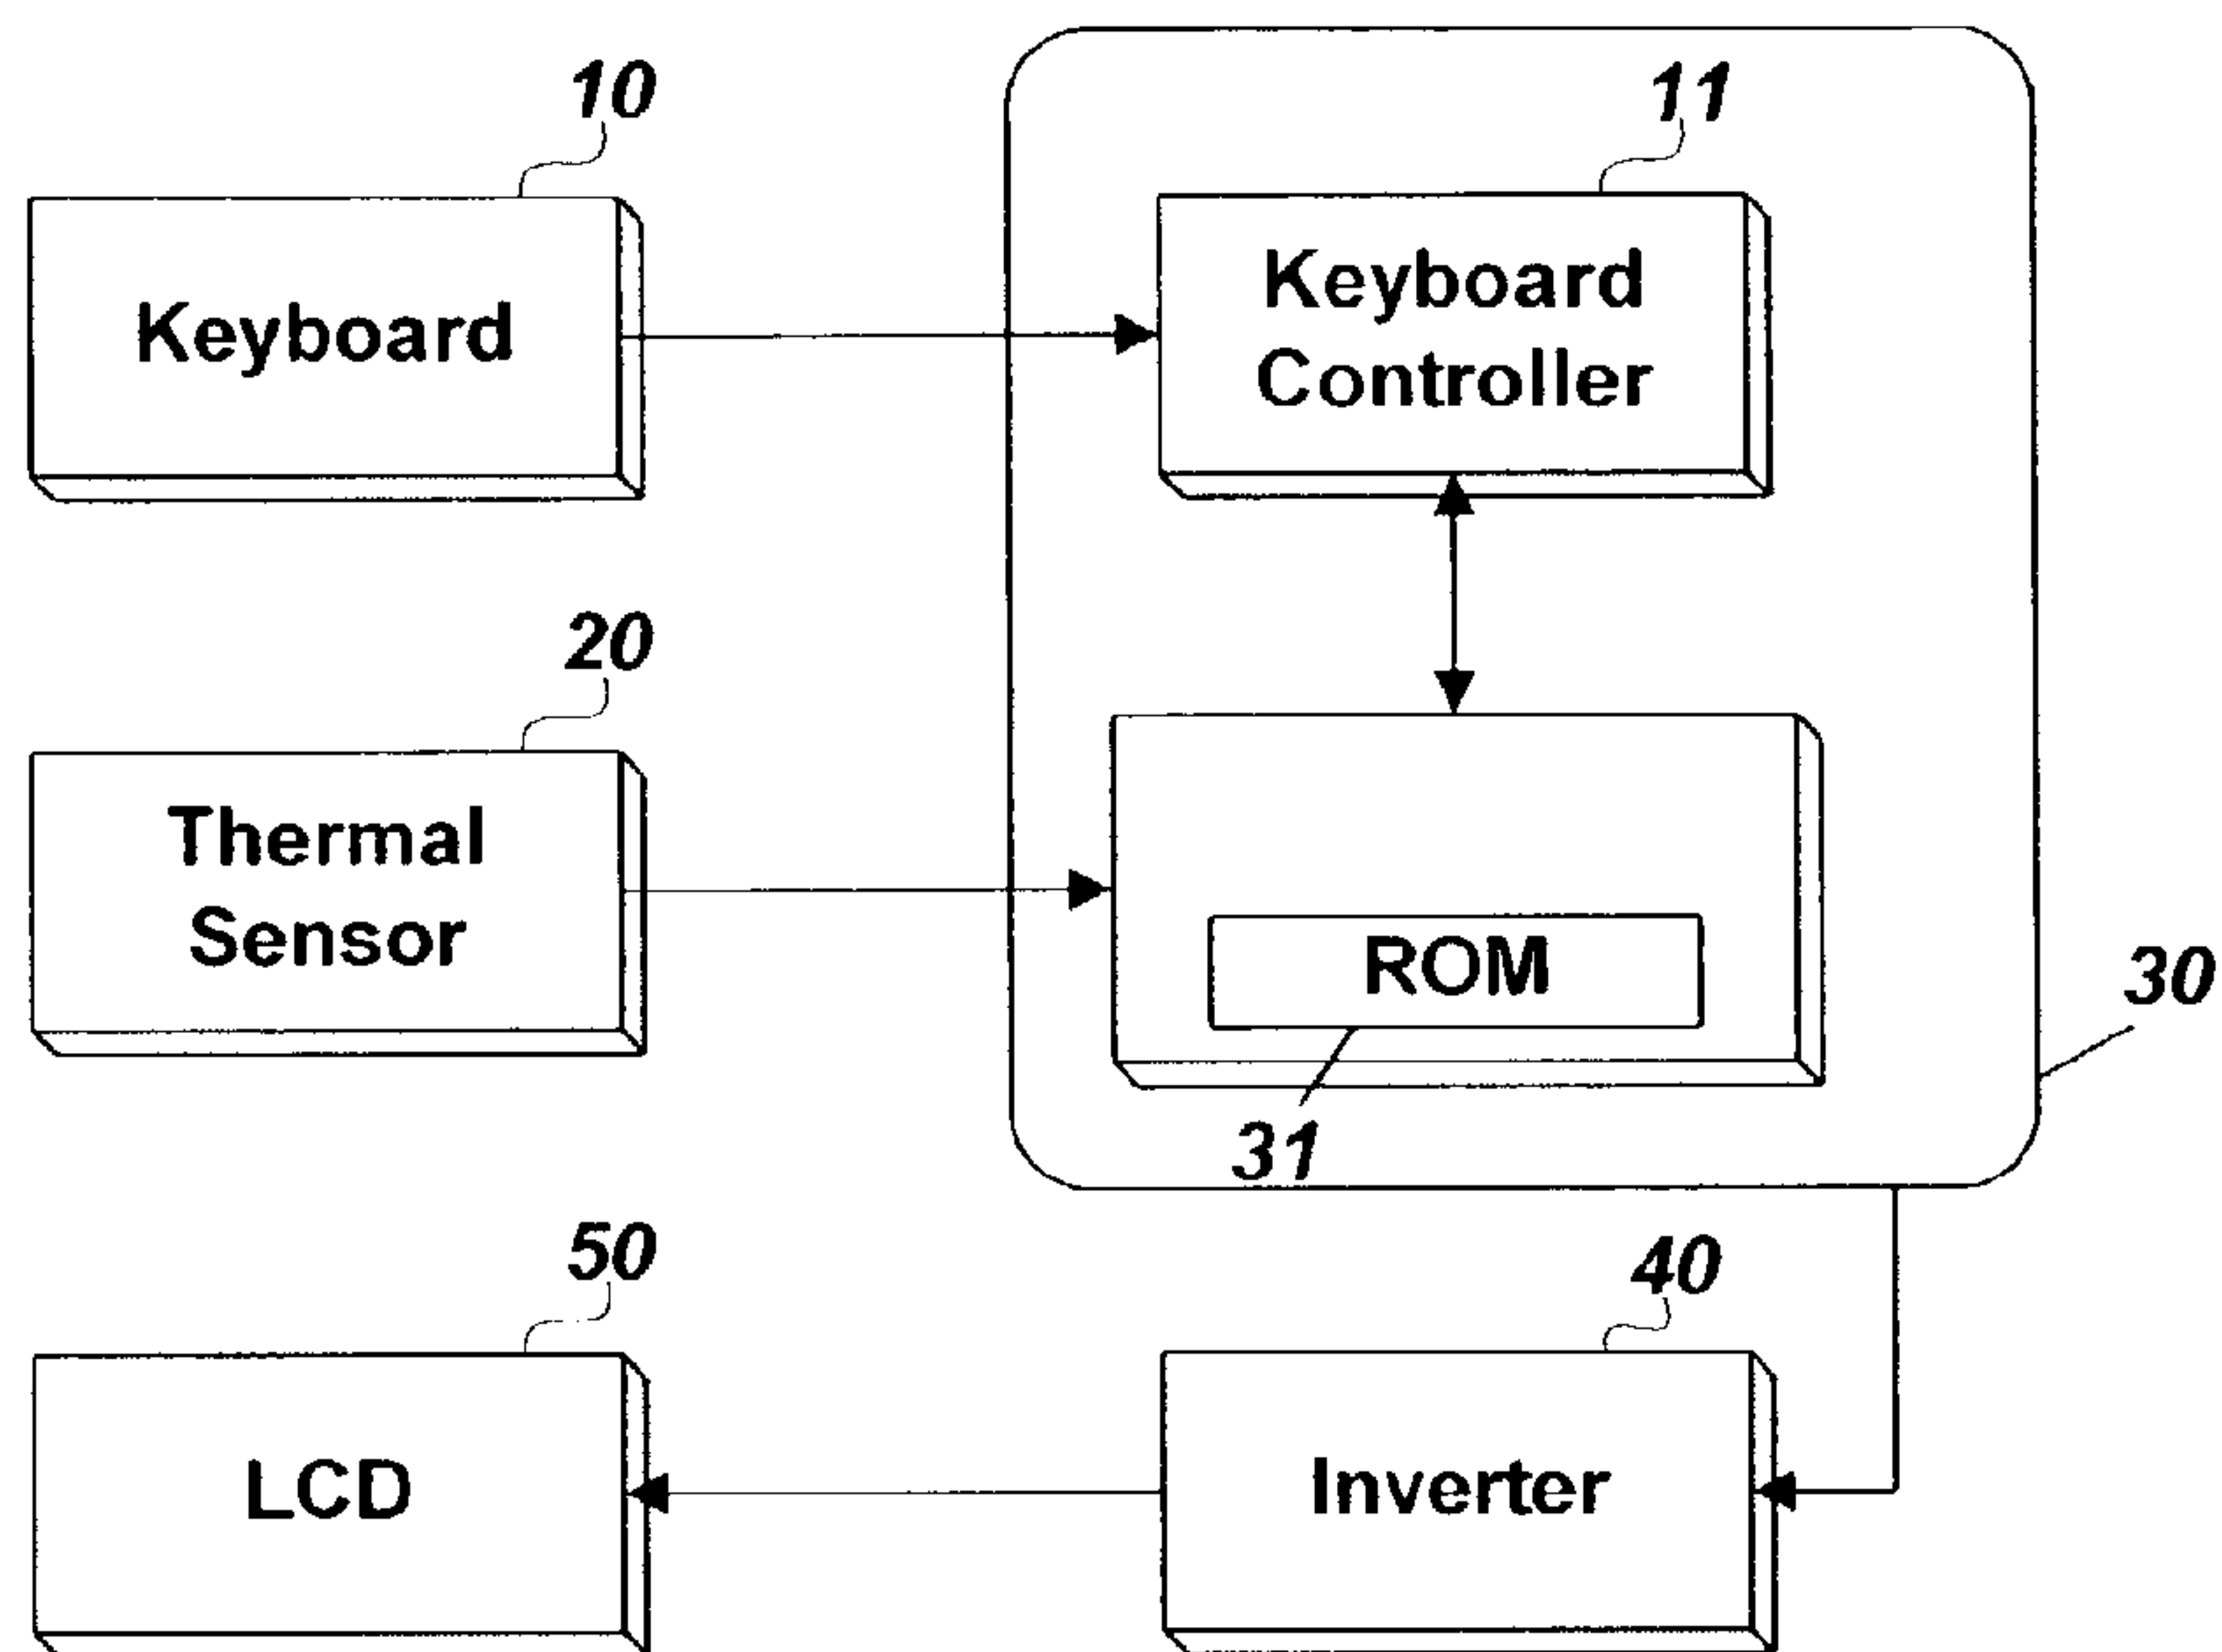 10
11
Keyboard
Keyboard
Controller
20
Thermal
Sensor
ROM
30
31
50
40
LCD
Inverter